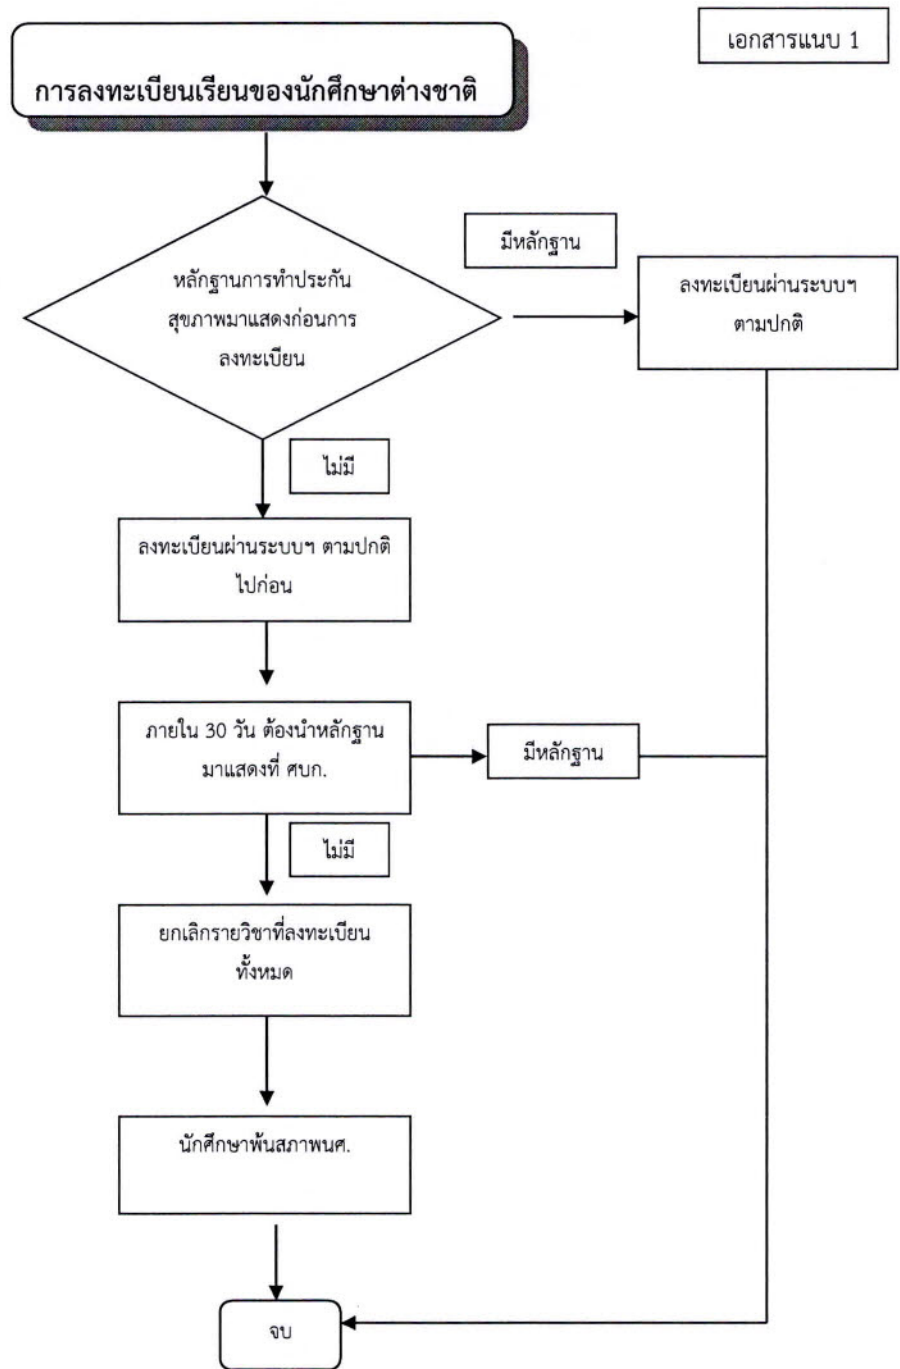 เอกสารแนบ 1
การลงทะเบียนเรียนของนักศึกษาต่างชาติ
มีหลักฐาน
หลักฐานการทำประกัน
สุขภาพมาแสดงก่อนการ
ลงทะเบียน
ลงทะเบียนผ่านระบบฯ
ตามปกติ
ไม่มี
ลงทะเบียนผ่านระบบฯ ตามปกติ
ไปก่อน
ภายใน 30 วัน ต้องนำหลักฐาน
มาแสดงที่ ศบก.
มีหลักฐาน
ไม่มี
ยกเลิกรายวิชาที่ลงทะเบียน
ทั้งหมด
นักศึกษาพ้นสภาพนศ.
จบ